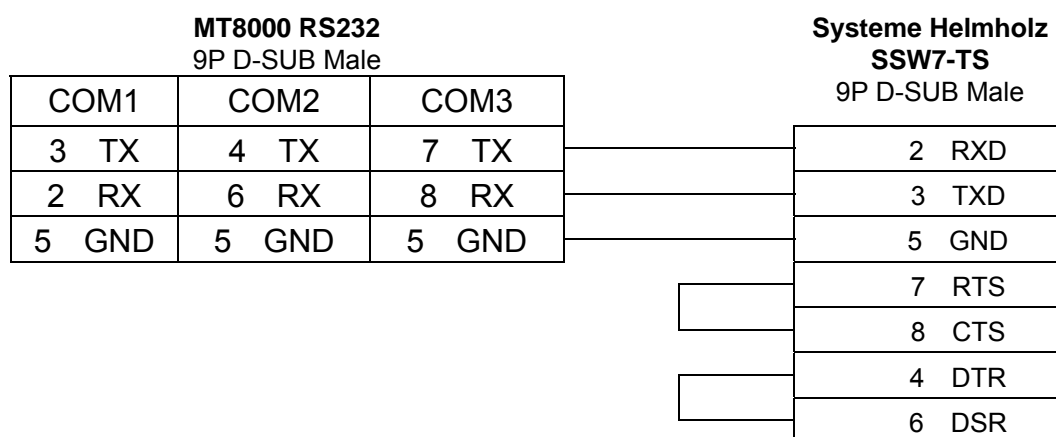 MT8000 RS232
9P D-SUB Male
COM1 COM2 COM3
3 TX 4 TX 7 TX
2 RX 6 RX 8 RX
5 GND 5 GND 5 GND
Systeme Helmholz
SSW7-TS
9P D-SUB Male
2 RXD
3 TXD
5 GND
7 RTS
8 CTS
4 DTR
6 DSR